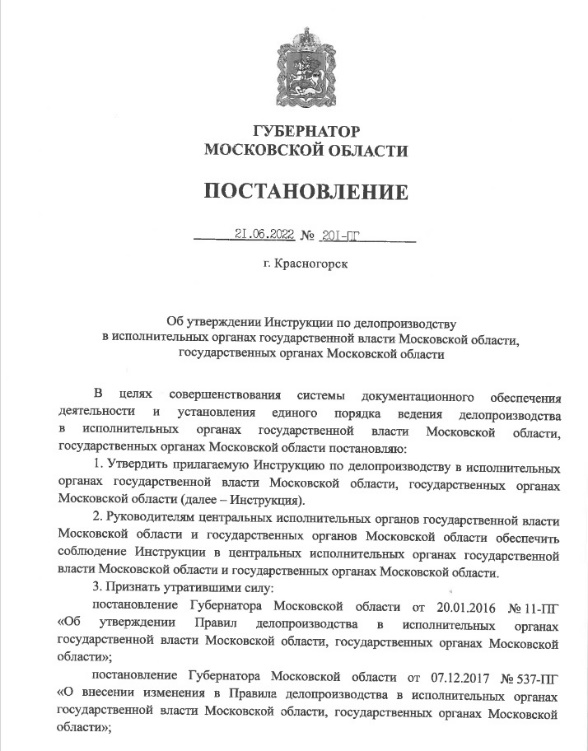 ГУБЕРНАТОР
МОСКОВСКОЙ ОБЛАСТИ
ПОСТАНОВЛЕНИЕ
21.06.2022 № 201-ПГ
г. Красногорск
Об утверждении Инструкции по делопроизводству
в исполнительных органах государственной власти Московской области,
государственных органах Московской области
В целях совершенствования системы документационного обеспечения
деятельности и установления единого порядка ведения делопроизводства
в исполнительных органах государственной власти Московской области,
государственных органах Московской области постановляю:
1. Утвердить прилагаемую Инструкцию по делопроизводству в исполнительных
органах государственной власти Московской области, государственных органах
Московской области (далее – Инструкция).
2. Руководителям центральных исполнительных органов государственной власти
Московской области и государственных органов Московской области обеспечить
соблюдение Инструкции в центральных исполнительных органах государственной
власти Московской области и государственных органах Московской области.
3. Признать утратившими силу:
постановление Губернатора Московской области от 20.01.2016 № 11-ПГ
«Об утверждении Правил делопроизводства в исполнительных органах
государственной власти Московской области, государственных органах Московской
области»;
постановление Губернатора Московской области от 07.12.2017 № 537-ПГ
«О внесении изменения в Правила делопроизводства в исполнительных органах
государственной власти Московской области, государственных органах Московской
области»;